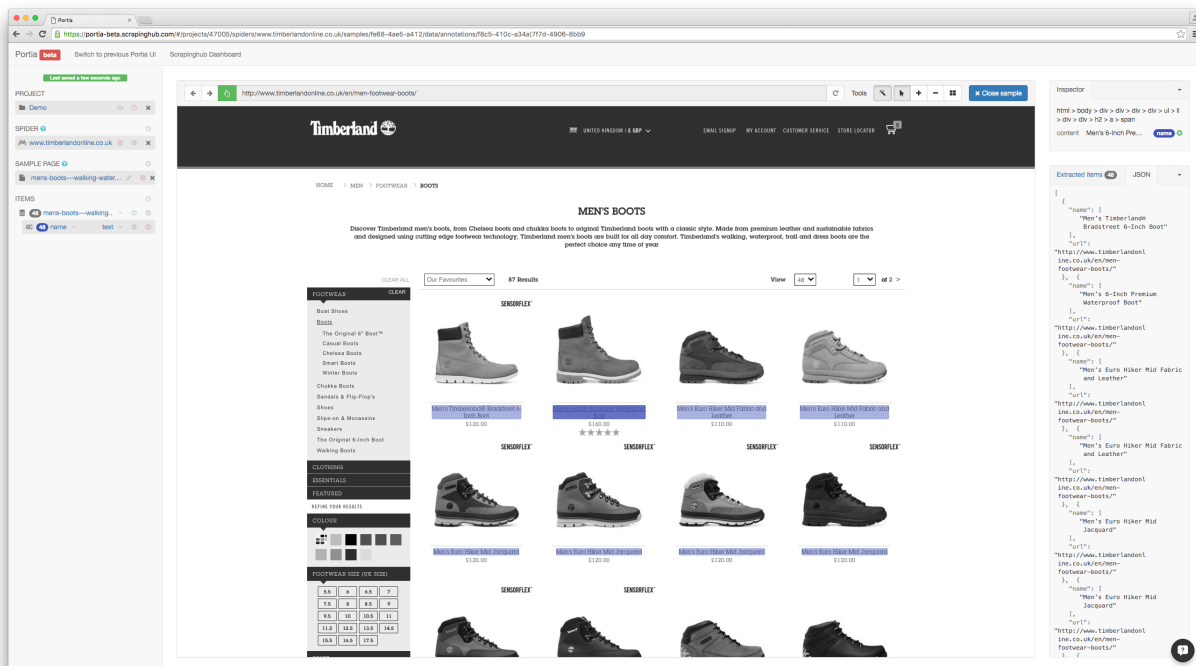 Portia
https://portia-beta.scrapinghub.com/#/projects/47005/spiders/www.timberlandonline.co.uk/samples/fe68-4ae5-a412/data/annotations/f8c5-410c-a34a(7f7d-4906-8bb9
Portia beta Switch to previous Portia UI Scrapinghub Dashboard
Last saved a few seconds ago
PROJECT
Demo
SPIDER
www.timberlandonline.co.uk
SAMPLE PAGE
mens-boots---walking-water...
ITEMS
48 mens-boots---walking..
ABC 48 name text
http://www.timberlandonline.co.uk/en/men-footwear-boots/
Tools
Close sample
Timberland
UNITED KINGDOM | £ GBP
EMAIL SIGNUP MY ACCOUNT CUSTOMER SERVICE STORE LOCATOR 0
HOME > MEN > FOOTWEAR > BOOTS
MEN'S BOOTS
Discover Timberland men's boots, from Chelsea boots and chukka boots to original Timberland boots with a classic style. Made from premium leather and sustainable fabrics
and designed using cutting edge footwear technology, Timberland men's boots are built for all day comfort. Timberland's walking, waterproof, trail and dress boots are the
perfect choice any time of year
CLEAR ALL
Our Favourites 87 Results View 48 1 of 2 >
FOOTWEAR CLEAR
Boat Shoes
Boots
The Original 6" Boot™
Casual Boots
Chelsea Boots
Smart Boots
Winter Boots
Chukka Boots
Sandals & Flip-Flop's
Shoes
Slips-on & Mocassins
Sneakers
The Original 6-Inch Boot
Walking Boots
CLOTHING
ESSENTIALS
FEATURED
REFINE YOUR RESULTS
COLOUR
FOOTWEAR SIZE (UK SIZE)
5.5 6 6.5 7
7.5 8 8.5 9
9.5 10 10.5 11
11.5 12.5 13.5 14.5
15.5 16.5 17.5
SENSORFLEX™
Men's Timberland® Bradstreet 6-
Inch Boot
£120.00
Men's 6-Inch Premium Waterproof
Boot
£160.00
Men's Euro Hiker Mid Fabric and
Leather
£110.00
Men's Euro Hiker Mid Fabric and
Leather
£110.00
SENSORFLEX™ SENSORFLEX™ SENSORFLEX™ SENSORFLEX™
Men's Euro Hiker Mid Jacquard Men's Euro Hiker Mid Jacquard Men's Euro Hiker Mid Jacquard Men's Euro Hiker Mid Jacquard
£120.00 £120.00 £120.00 £120.00
SENSORFLEX™ SENSORFLEX™
Inspector
html > body > div > div > div > div > ul > li
> div > div > h2 > a > span
content Men's 6-Inch Pre... name
Extracted items 48 JSON
[
{
"name": [
"Men's Timberland®
Bradstreet 6-Inch Boot"
],
"url":
"http://www.timberlandonl
ine.co.uk/en/men-
footwear-boots/"
}, {
"name": [
"Men's 6-Inch Premium
Waterproof Boot"
],
"url":
"http://www.timberlandonl
ine.co.uk/en/men-
footwear-boots/"
}, {
"name": [
"Men's Euro Hiker Mid Fabric
and Leather"
],
"url":
"http://www.timberlandonl
ine.co.uk/en/men-
footwear-boots/"
}, {
"name": [
"Men's Euro Hiker Mid Fabric
and Leather"
],
"url":
"http://www.timberlandonl
ine.co.uk/en/men-
footwear-boots/"
}, {
"name": [
"Men's Euro Hiker Mid
Jacquard"
],
"url":
"http://www.timberlandonl
ine.co.uk/en/men-
footwear-boots/"
}, {
"name": [
"Men's Euro Hiker Mid
Jacquard"
],
"url":
"http://www.timberlandonl
ine.co.uk/en/men-
footwear-boots/"
}, {